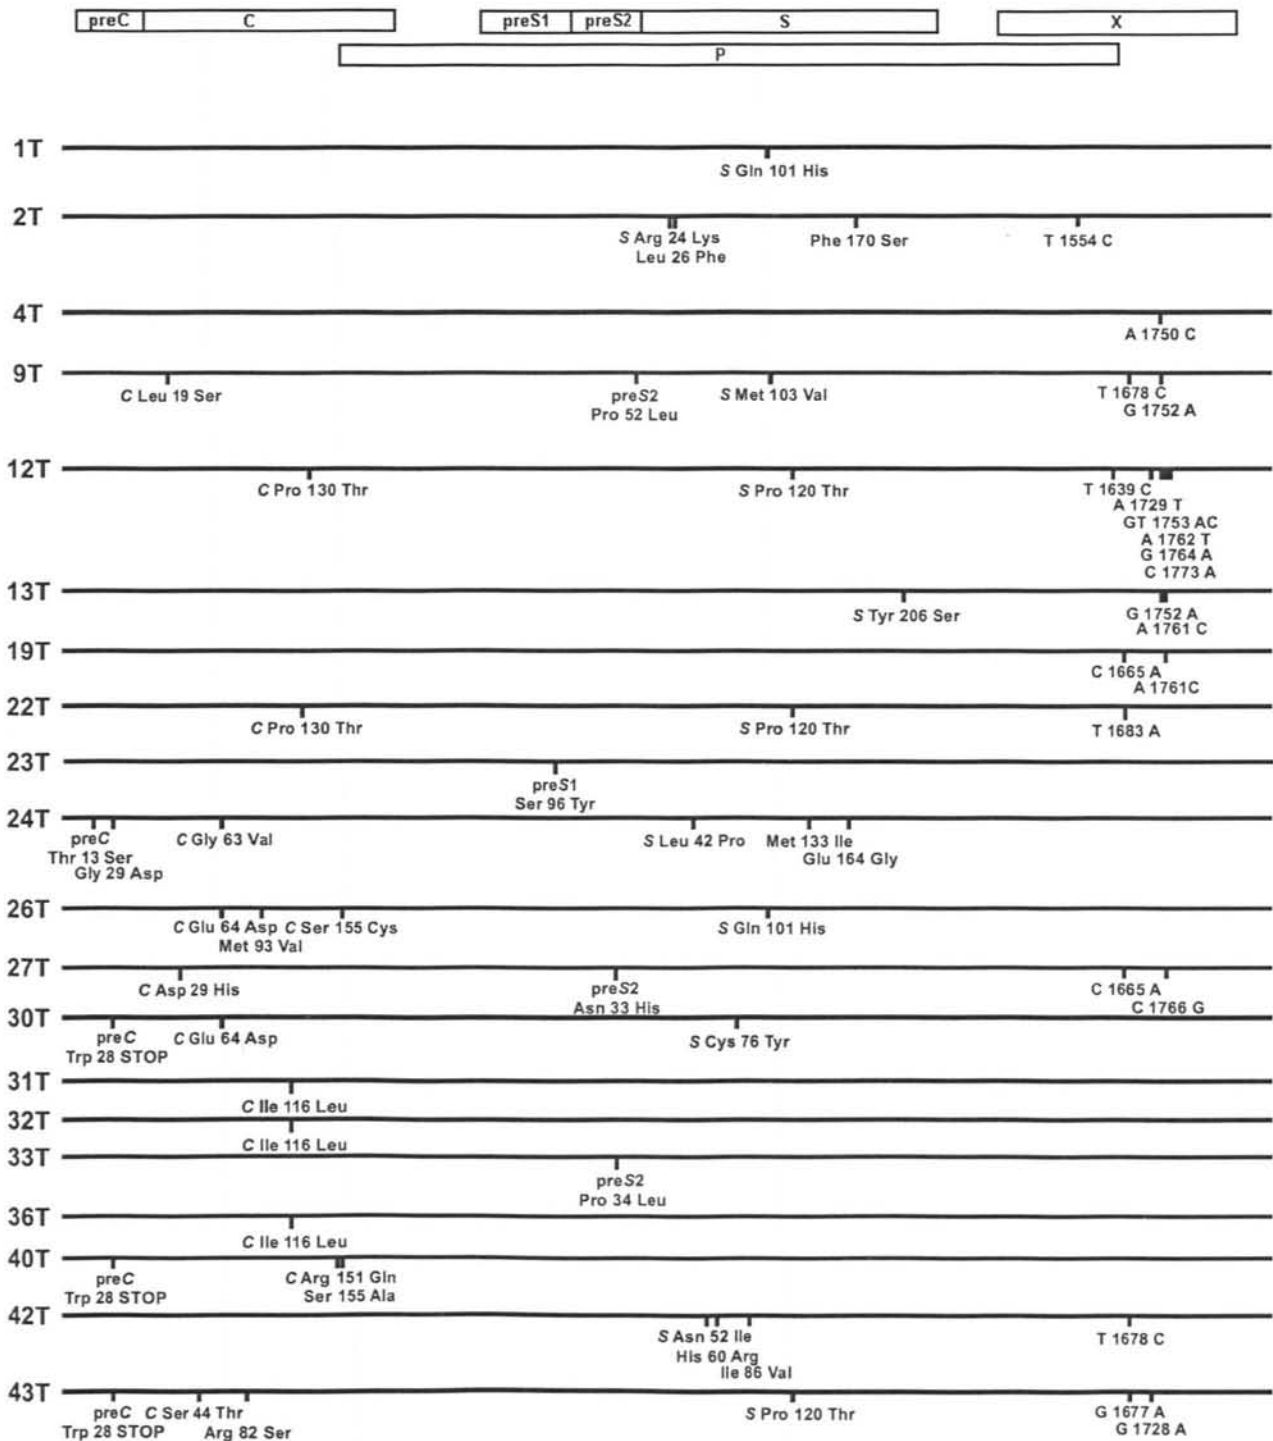 preC C preS1 preS2 S X
P
1T
S Gln 101 His
2T
S Arg 24 Lys Phe 170 Ser T 1554 C
Leu 26 Phe
4T
A 1750 C
9T
C Leu 19 Ser preS2 S Met 103 Val T 1678 C
Pro 52 Leu G 1752 A
12T
C Pro 130 Thr S Pro 120 Thr T 1639 C
A 1729 T
GT 1753 AC
A 1762 T
G 1764 A
C 1773 A
13T
S Tyr 206 Ser G 1752 A
A 1761 C
19T
C 1665 A
A 1761C
22T
C Pro 130 Thr S Pro 120 Thr T 1683 A
23T
preS1
Ser 96 Tyr
24T
preC C Gly 63 Val S Leu 42 Pro Met 133 Ile
Thr 13 Ser Glu 164 Gly
Gly 29 Asp
26T
C Glu 64 Asp C Ser 155 Cys S Gln 101 His
Met 93 Val
27T
C Asp 29 His preS2 C 1665 A
Asn 33 His C 1766 G
30T
preC C Glu 64 Asp S Cys 76 Tyr
Trp 28 STOP
31T
C Ile 116 Leu
32T
C Ile 116 Leu
33T
preS2
Pro 34 Leu
36T
C Ile 116 Leu
40T
preC C Arg 151 Gln
Trp 28 STOP Ser 155 Ala
42T
S Asn 52 Ile T 1678 C
His 60 Arg
Ile 86 Val
43T
preC C Ser 44 Thr S Pro 120 Thr G 1677 A
Trp 28 STOP Arg 82 Ser G 1728 A